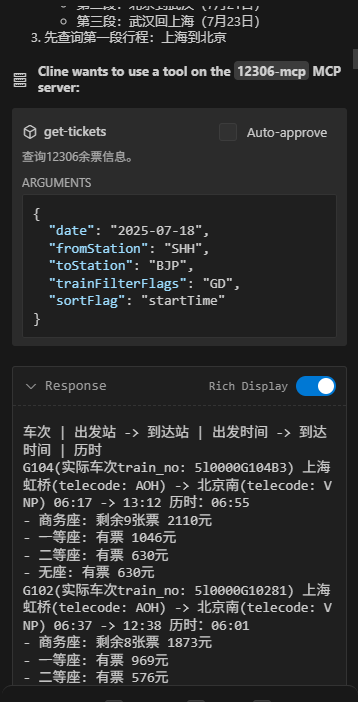 第二段：北京到武汉（7月21日）
第三段：武汉回上海（7月23日）
3. 先查询第一段行程：上海到北京
Cline wants to use a tool on the 12306-mcp MCP
server:
get-tickets
Auto-approve
查询12306余票信息。
ARGUMENTS
{
"date": "2025-07-18",
"fromStation": "SHH",
"toStation": "BJP",
"trainFilterFlags": "GD",
"sortFlag": "startTime"
}
Response
Rich Display
车次 | 出发站 -> 到达站 | 出发时间 -> 到达
时间 | 历时
G104(实际车次train_no: 5l0000G104B3) 上海
虹桥(telecode: AOH) -> 北京南(telecode: V
NP) 06:17 -> 13:12 历时：06:55
- 商务座: 剩余9张票 2110元
- 一等座: 有票 1046元
- 二等座: 有票 630元
- 无座: 有票 630元
G102(实际车次train_no: 5l0000G10281) 上海
虹桥(telecode: AOH) -> 北京南(telecode: V
NP) 06:37 -> 12:38 历时：06:01
- 商务座: 剩余8张票 1873元
- 一等座: 有票 969元
- 二等座: 有票 576元